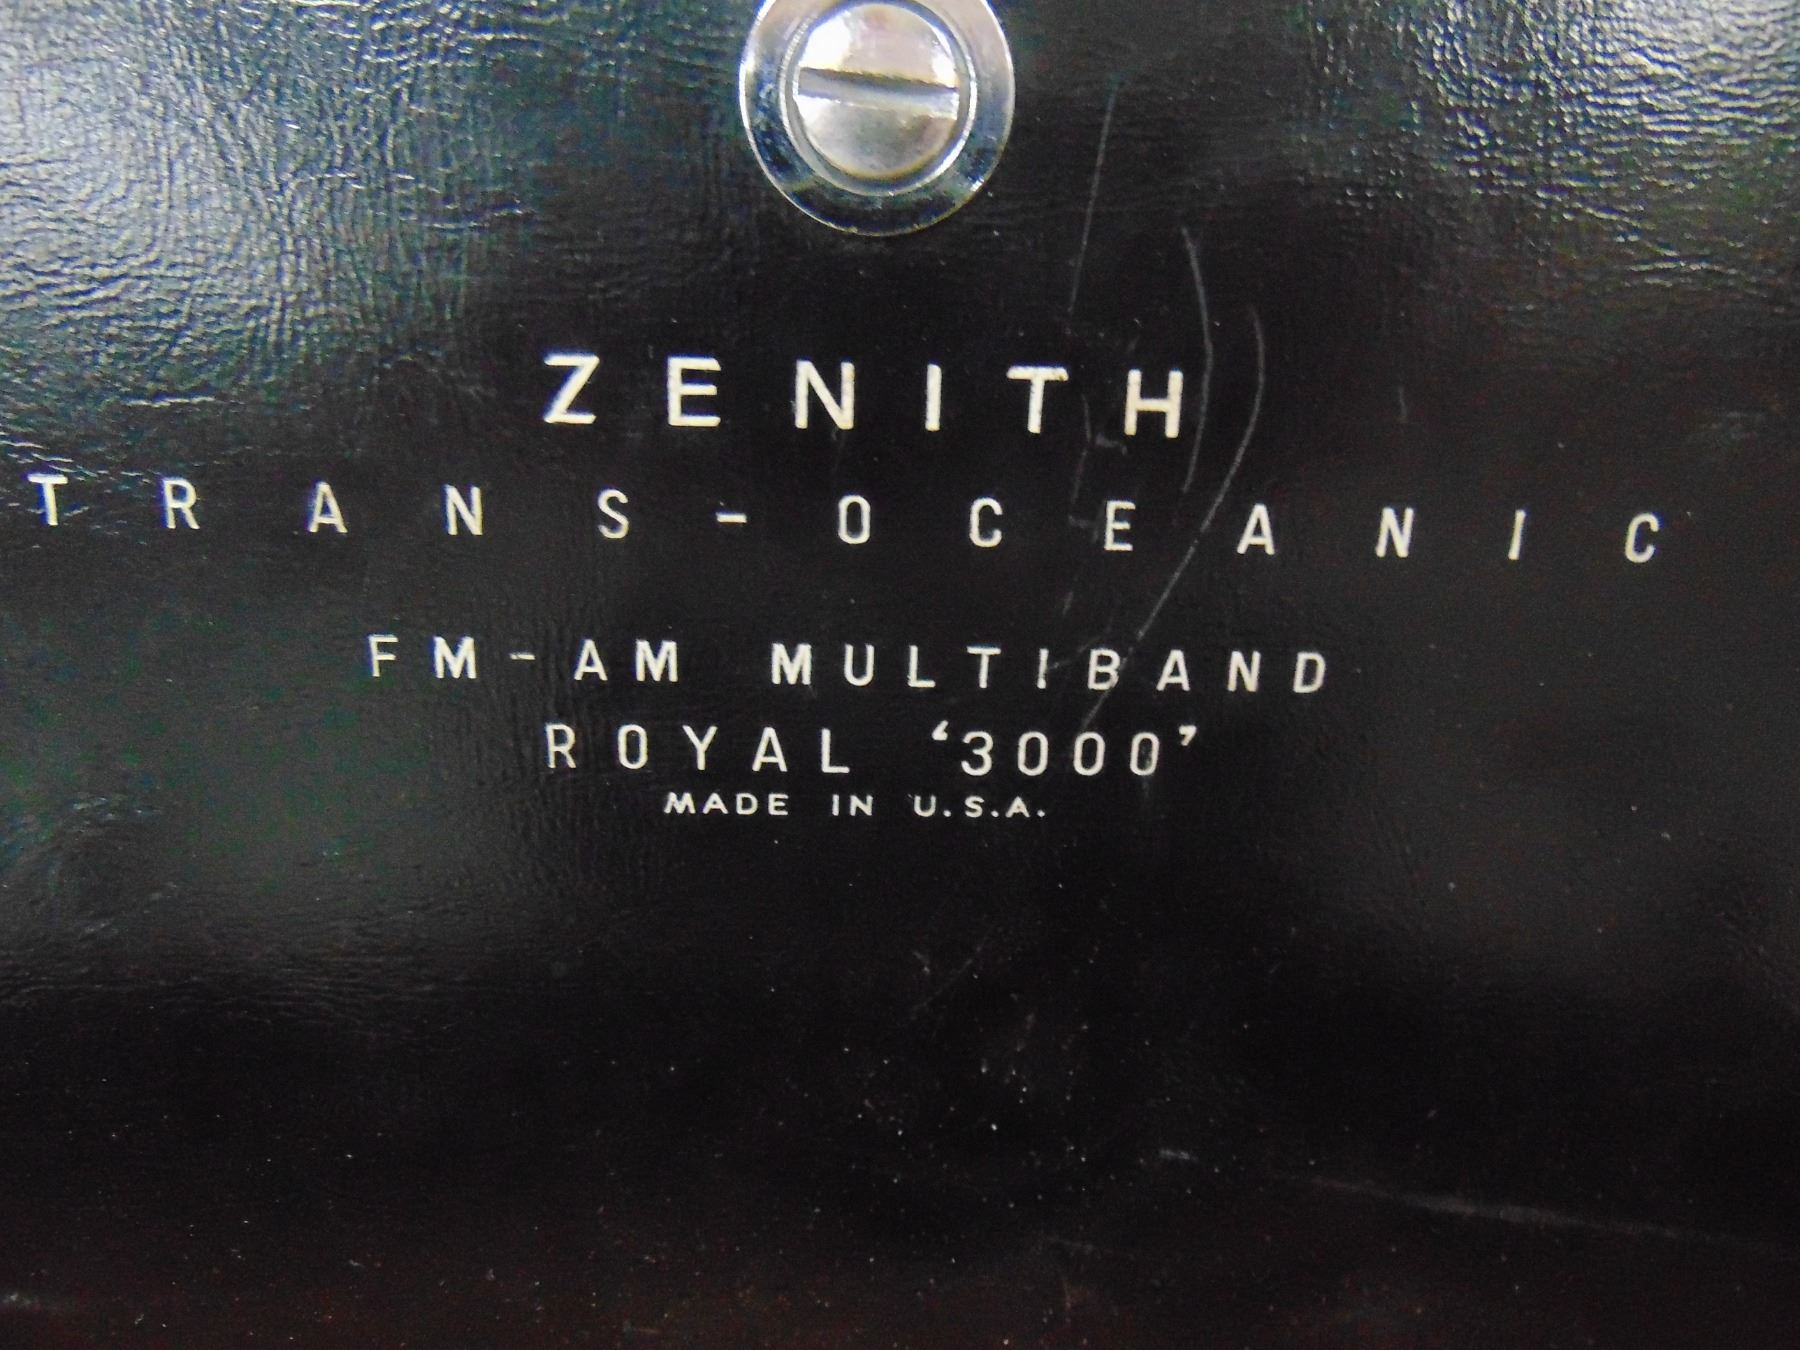 ZENITH
TRANS-OCEANIC
FM-AM MULTIBAND
ROYAL ‘3000’
MADE IN U.S.A.